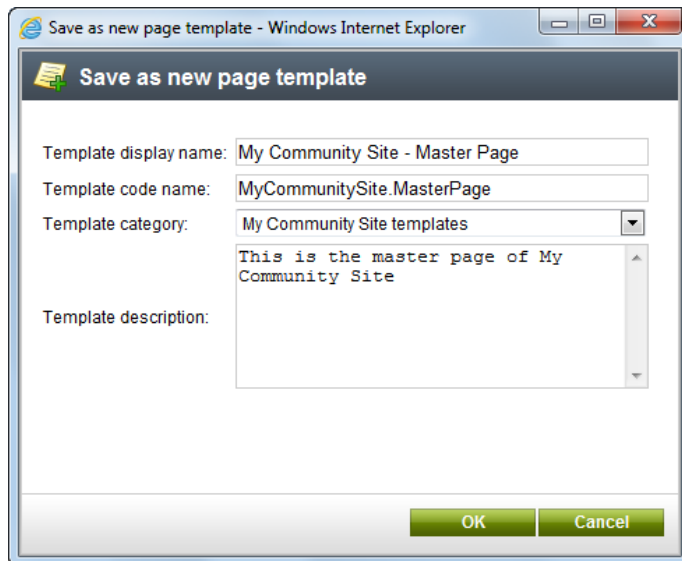 Save as new page template - Windows Internet Explorer
Save as new page template
Template display name: My Community Site - Master Page
Template code name: MyCommunitySite.MasterPage
Template category: My Community Site templates
This is the master page of My
Community Site
Template description:
OK Cancel